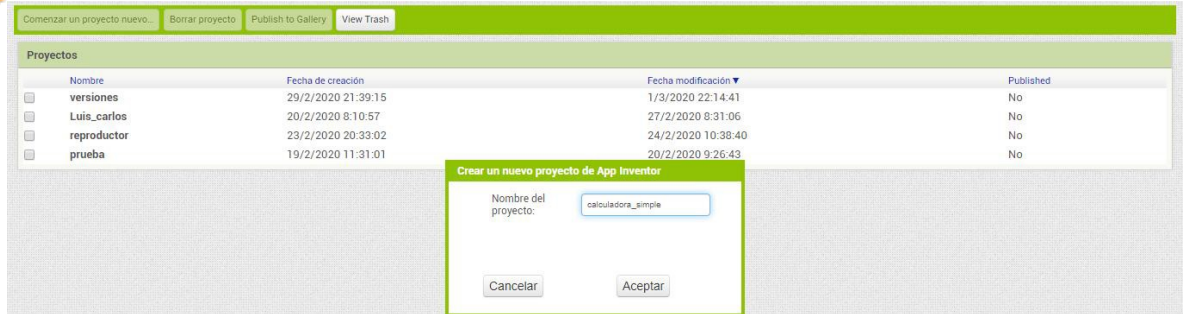 Comenzar un proyecto nuevo... Borrar proyecto Publish to Gallery View Trash
Proyectos
Nombre Fecha de creación Fecha modificación ▼ Published
versiones 29/2/2020 21:39:15 1/3/2020 22:14:41 No
Luis_carlos 20/2/2020 8:10:57 27/2/2020 8:31:06 No
reproductor 23/2/2020 20:33:02 24/2/2020 10:38:40 No
prueba 19/2/2020 11:31:01 20/2/2020 9:26:43 No
Crear un nuevo proyecto de App Inventor
Nombre del
proyecto: calculadora_simple
Cancelar Aceptar